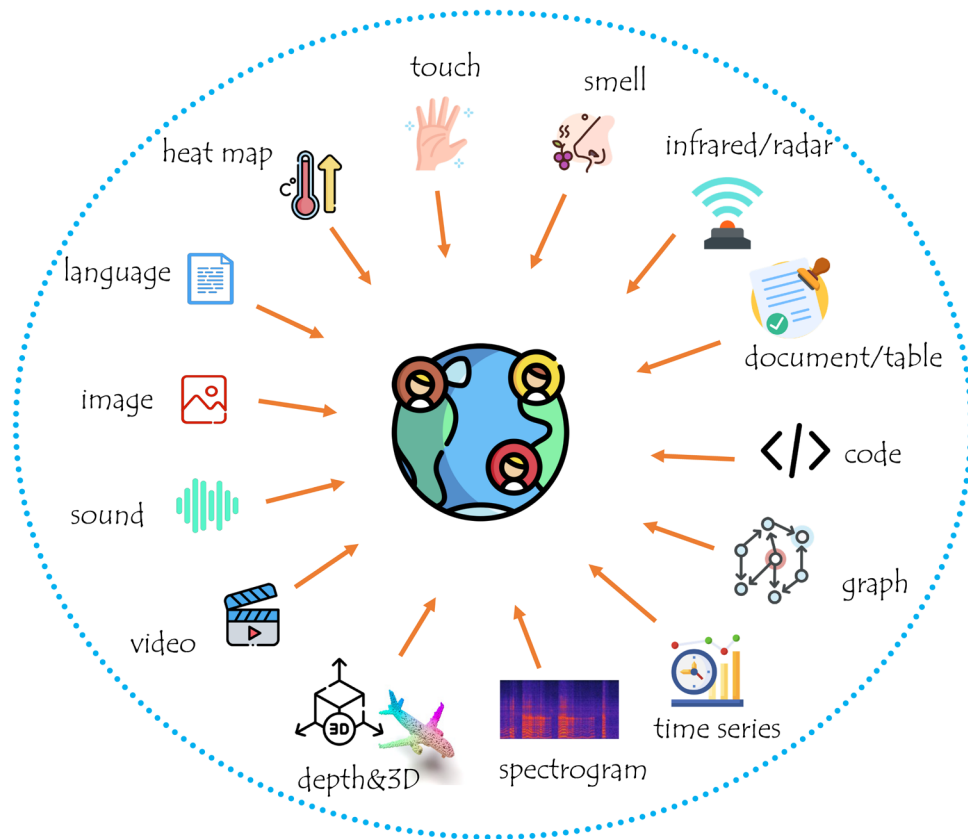 touch
smell
heat map
infrared/radar
C°
language
document/table
image
code
sound
graph
video
3D
time series
depth&3D
spectrogram